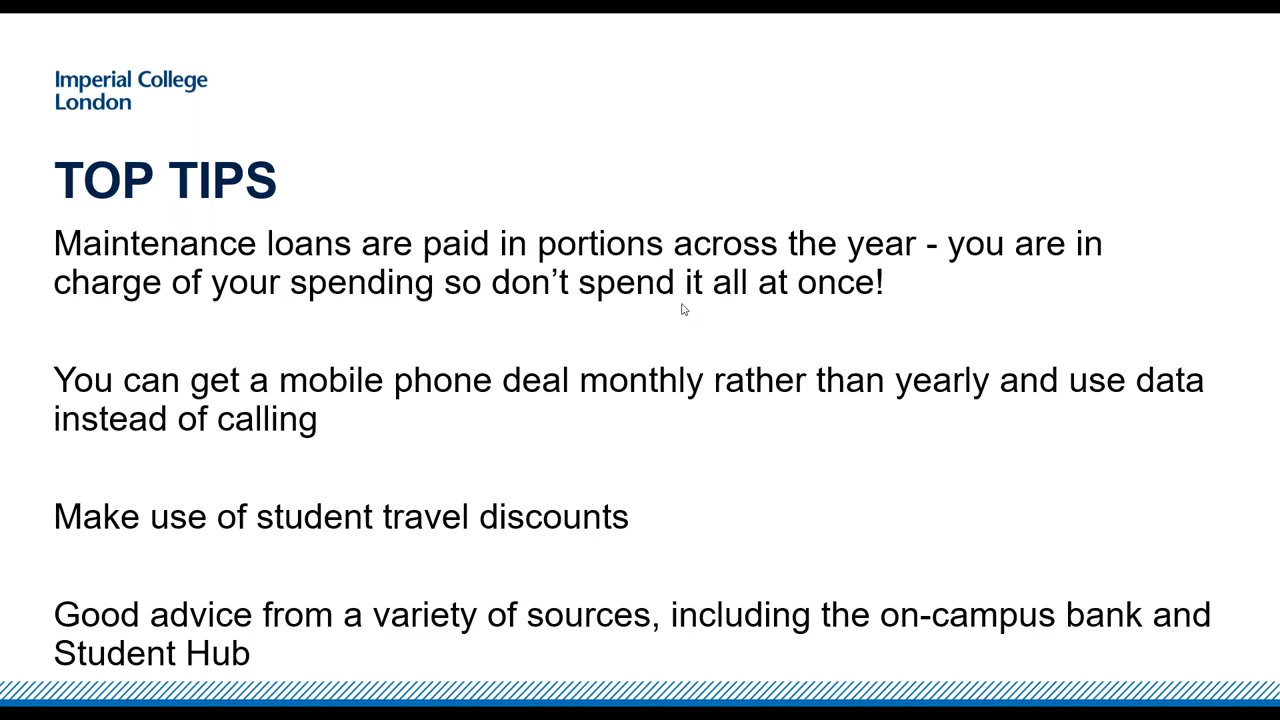 Imperial College
London
TOP TIPS
Maintenance loans are paid in portions across the year - you are in
charge of your spending so don’t spend it all at once!
You can get a mobile phone deal monthly rather than yearly and use data
instead of calling
Make use of student travel discounts
Good advice from a variety of sources, including the on-campus bank and
Student Hub